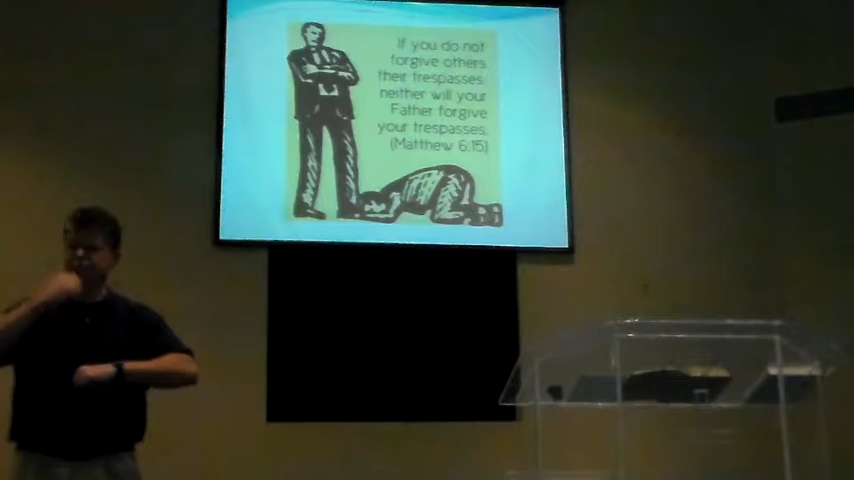 If you do not
forgive others
their trespasses,
neither will your
Father forgive
your trespasses.
(Matthew 6:15)